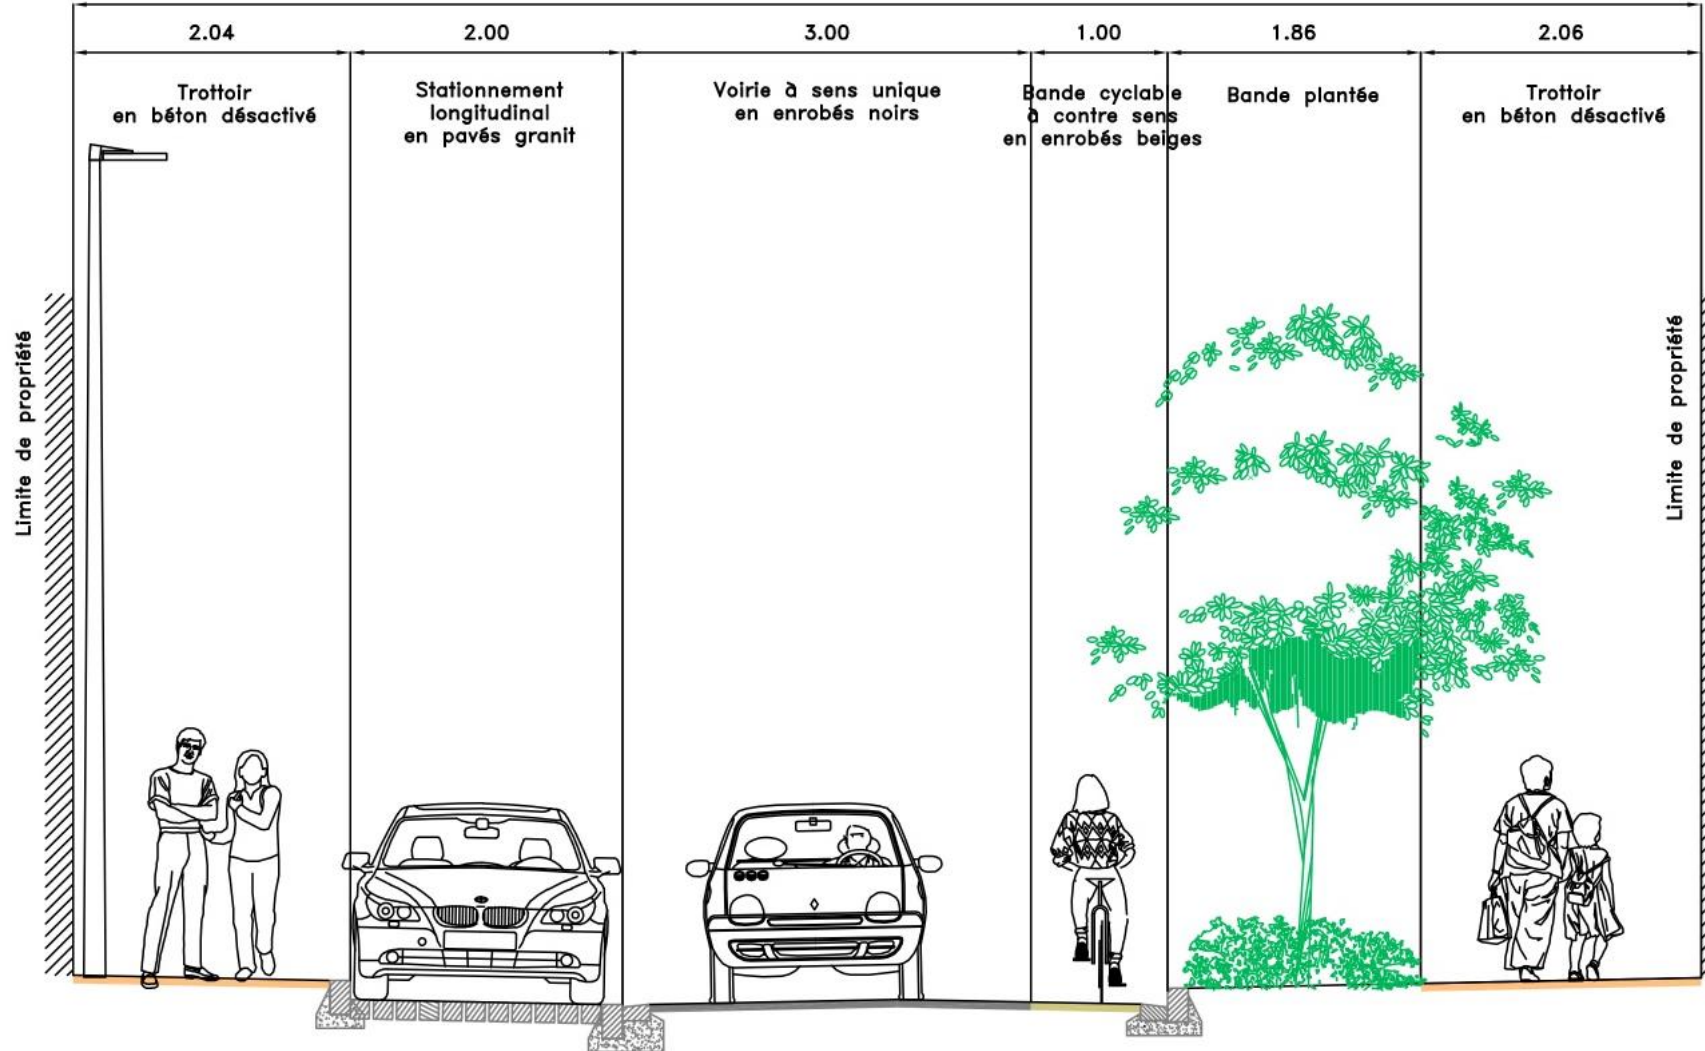 2.04
2.00
3.00
1.00
1.86
2.06
Trottoir
en béton désactivé
Stationnement
longitudinal
en pavés granit
Voirie à sens unique
en enrobés noirs
Bande cyclable
à contre sens
en enrobés beiges
Bande plantée
Trottoir
en béton désactivé
Limite de propriété
Limite de propriété